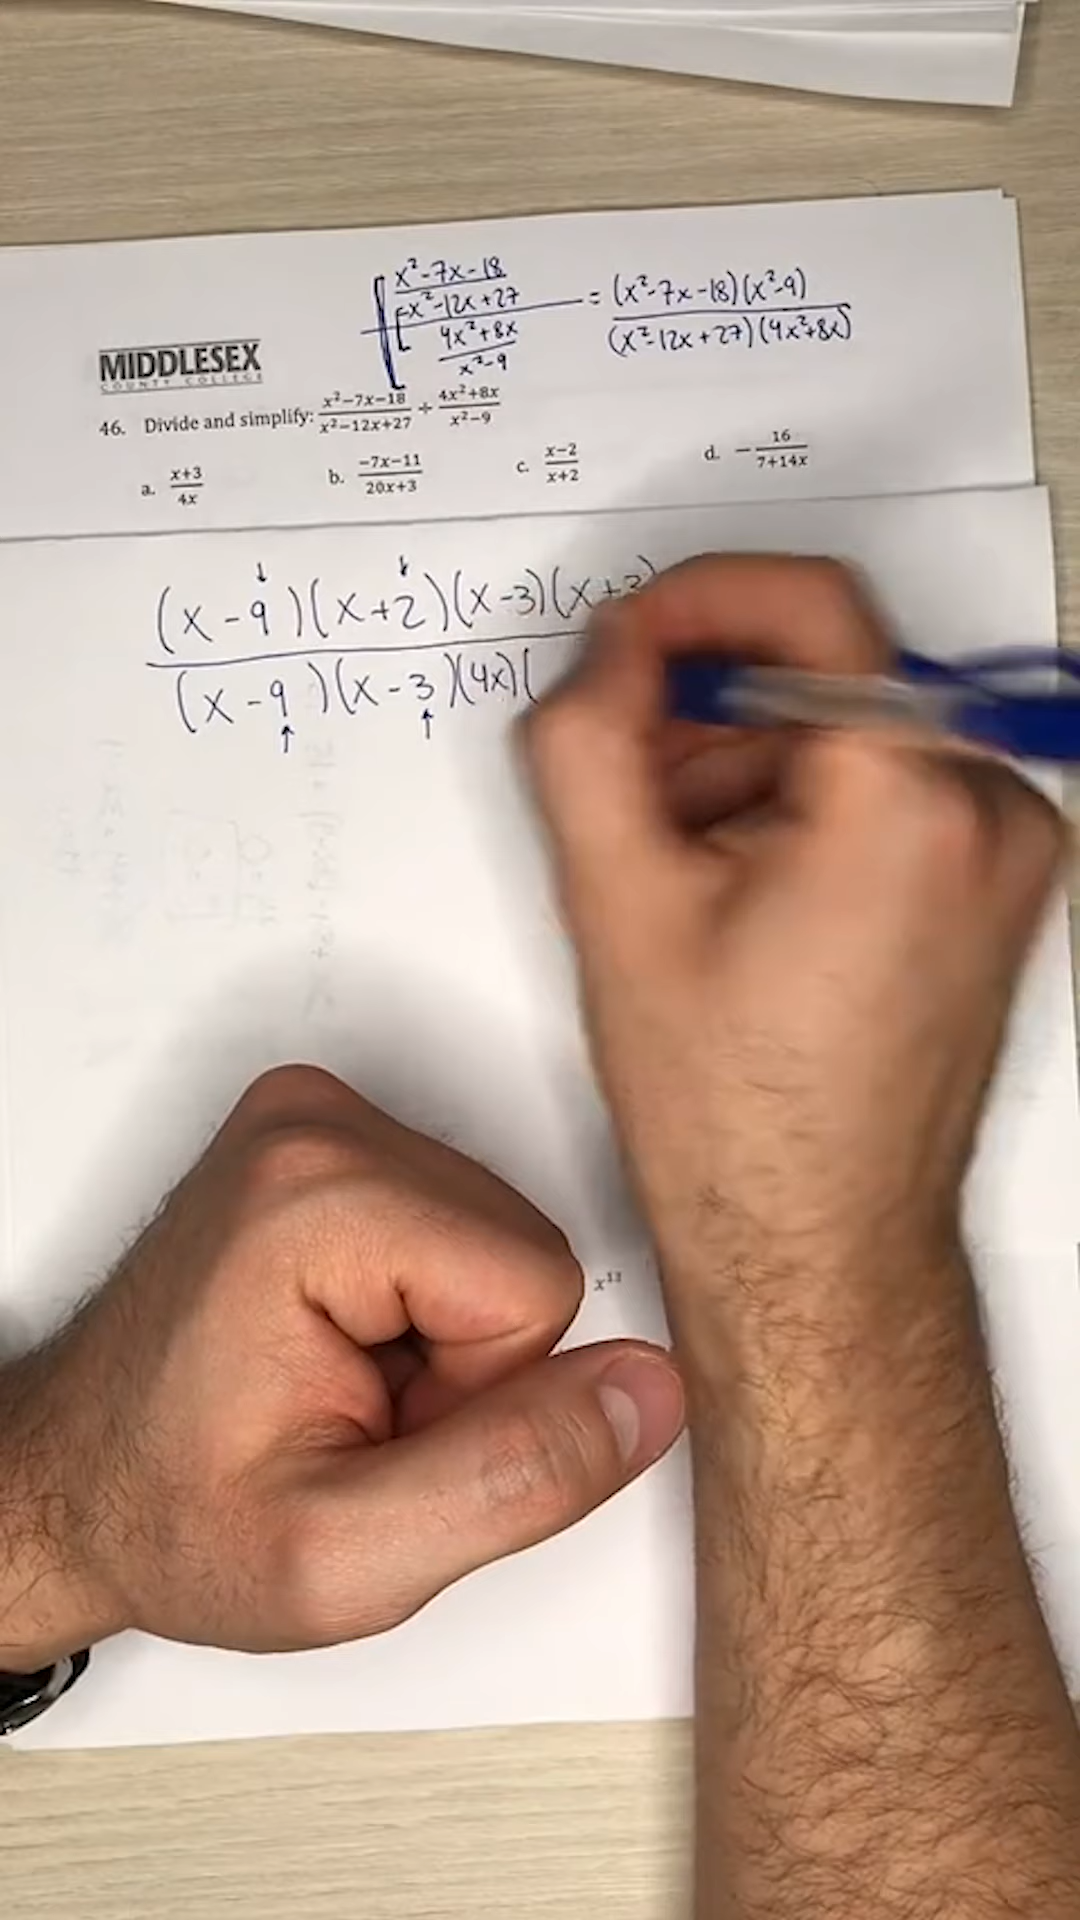 x²-7x-18
x²-12x+27
4x²+8x
x²-9
= (x²-7x-18)(x²-9)
(x²-12x+27)(4x²+8x)
MIDDLESEX
COUNTY COLLEGE
46. Divide and simplify: x²−7x−18 / x²−12x+27 ÷ 4x²+8x / x²−9
a. x+3 / 4x b. −7x−11 / 20x+3 c. x−2 / x+2 d. − 16 / 7+14x
(x-9)(x+2)(x-3)(x+3)
(x-9)(x-3)(4x)(
x¹³